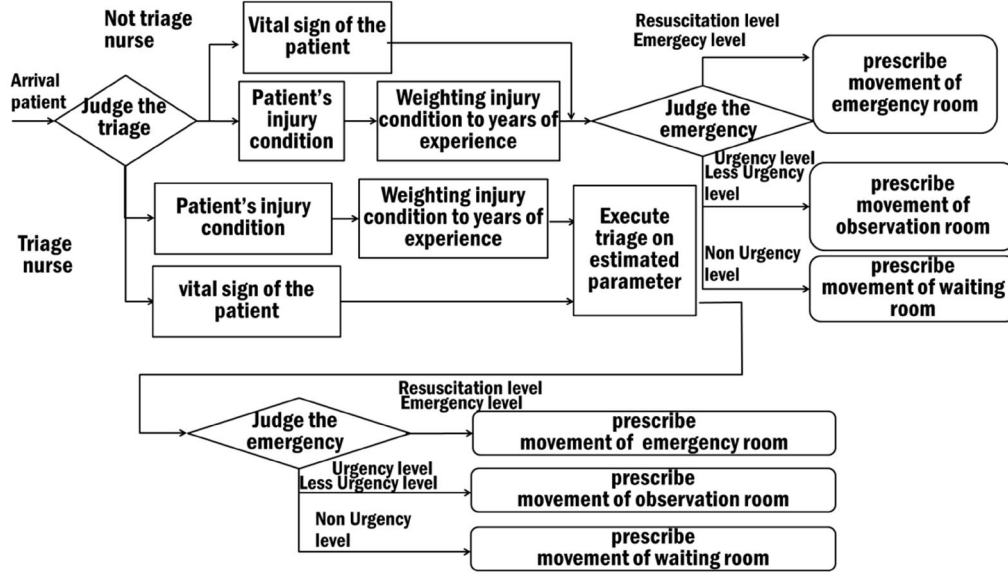 Not triage
nurse
Arrival
patient
Judge the
triage
Vital sign of the
patient
Patient's
injury
condition
Weighting injury
condition to years of
experience
Resuscitation level
Emergecy level
Judge the
emergency
prescribe
movement of
emergency room
Urgency level
Less Urgency
level
prescribe
movement of
observation room
Non Urgency
level
prescribe
movement of waiting
room
Triage
nurse
Patient's injury
condition
Weighting injury
condition to years of
experience
Execute
triage on
estimated
parameter
vital sign of the
patient
Judge the
emergency
Resuscitation level
Emergency level
prescribe
movement of emergency room
Urgency level
Less Urgency level
prescribe
movement of observation room
Non Urgency
level
prescribe
movement of waiting room